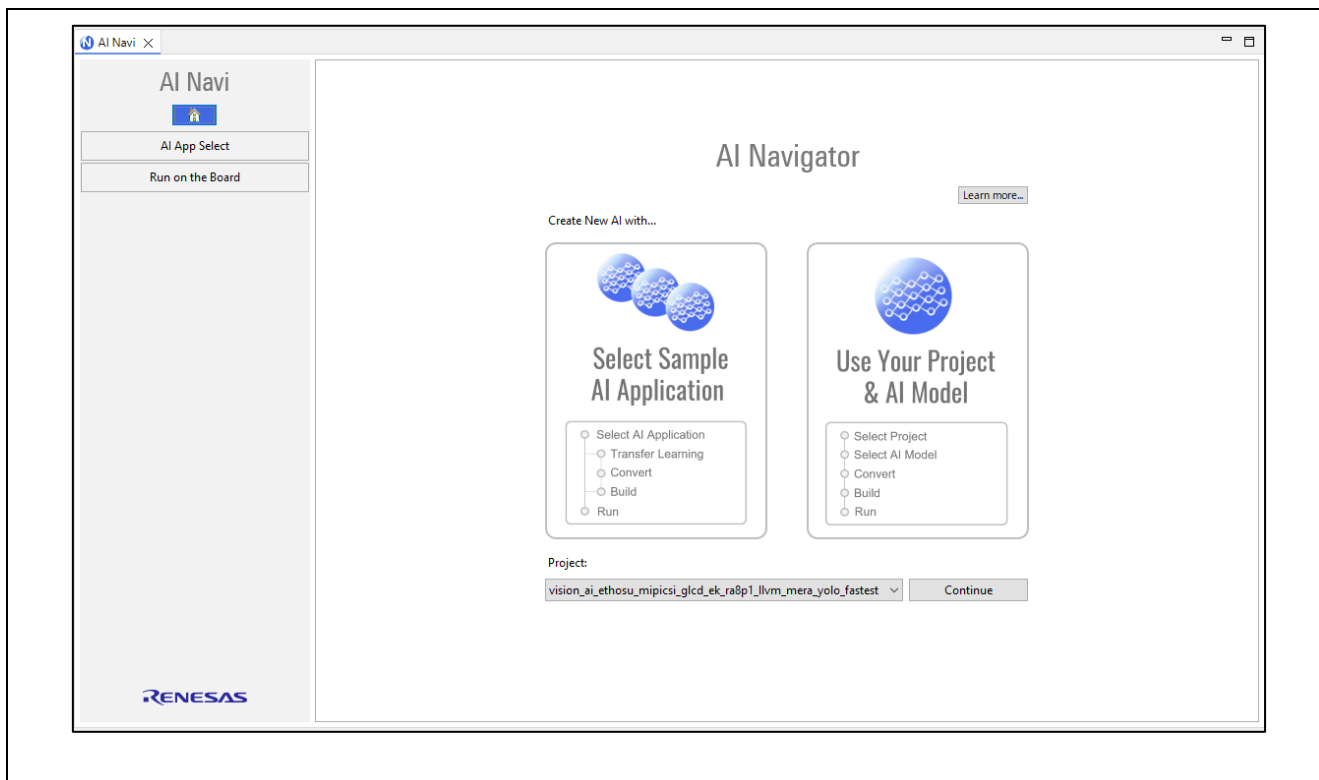 AI Navi
AI Navi
AI App Select
Run on the Board
RENESAS
AI Navigator
Learn more...
Create New AI with...
Select Sample
AI Application
Select AI Application
Transfer Learning
Convert
Build
Run
Use Your Project
& AI Model
Select Project
Select AI Model
Convert
Build
Run
Project:
vision_ai_ethosu_mipicsi_glcd_ek_ra8p1_llvm_mera_yolo_fastest
Continue